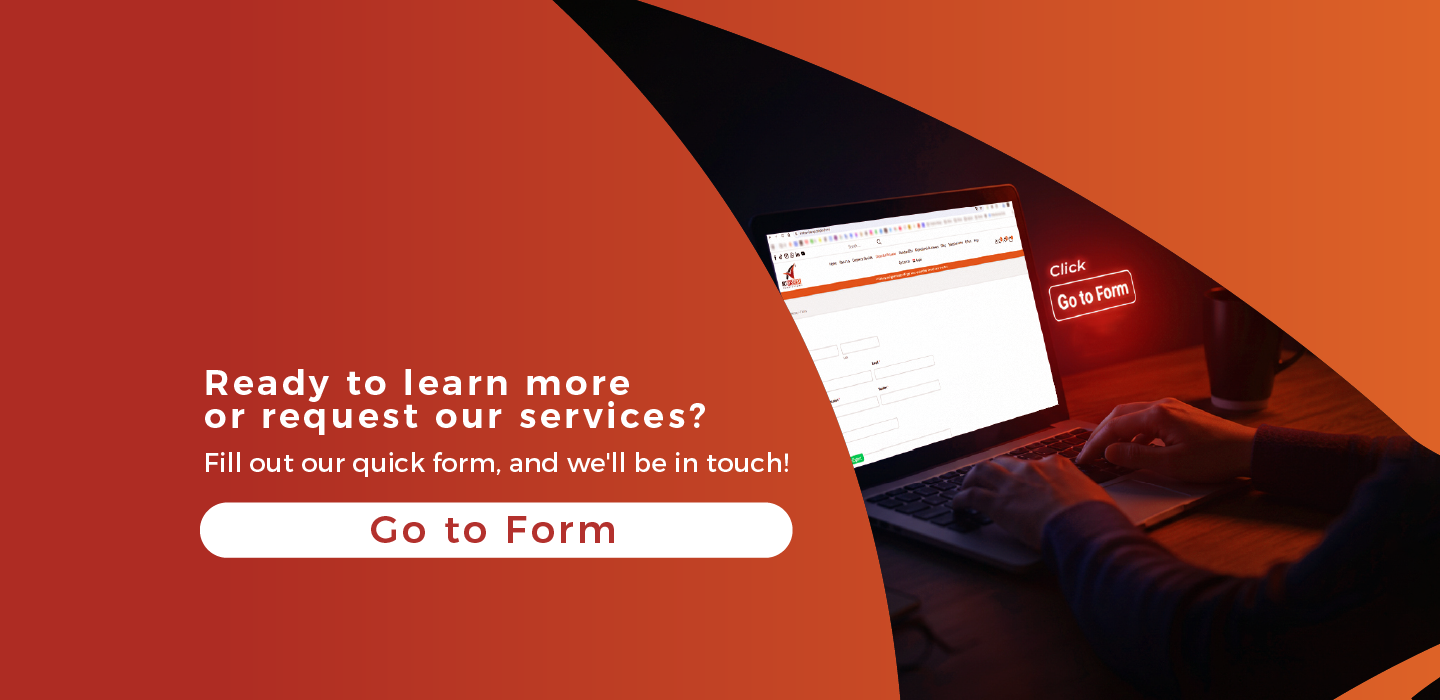 Ready to learn more
or request our services?
Fill out our quick form, and we'll be in touch!
Go to Form
Click
Go to Form